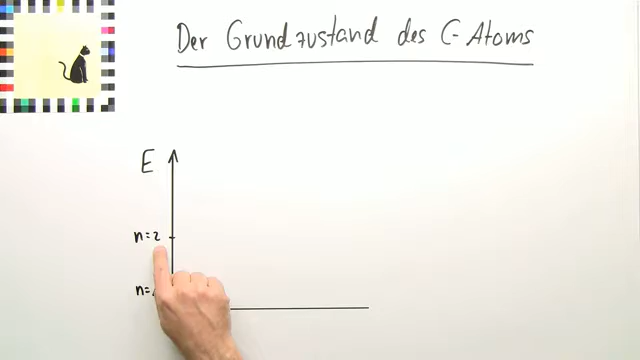 Der Grundzustand des C-Atoms
E
n=2
n=